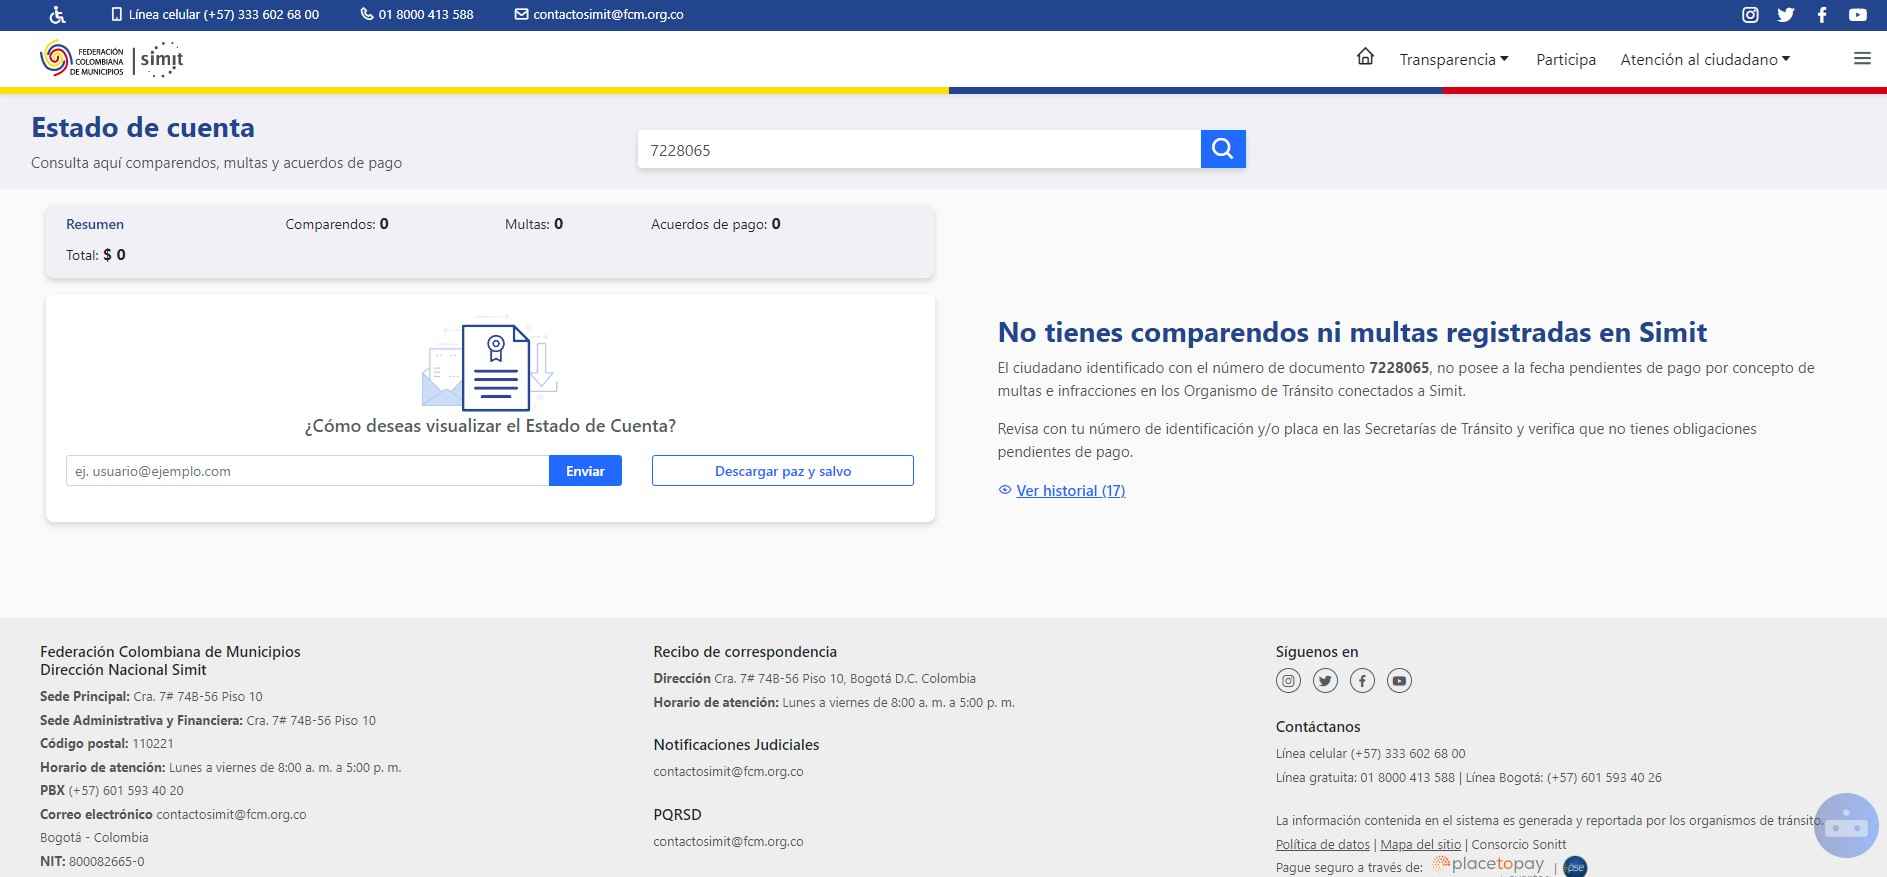 Línea celular (+57) 333 602 68 00 01 8000 413 588 contactosimit@fcm.org.co
FEDERACIÓN
COLOMBIANA
DE MUNICIPIOS
simit
Transparencia Participa Atención al ciudadano
Estado de cuenta
Consulta aquí comparendos, multas y acuerdos de pago
7228065
Resumen Comparendos: 0 Multas: 0 Acuerdos de pago: 0
Total: $ 0
¿Cómo deseas visualizar el Estado de Cuenta?
ej. usuario@ejemplo.com Enviar Descargar paz y salvo
No tienes comparendos ni multas registradas en Simit
El ciudadano identificado con el número de documento 7228065, no posee a la fecha pendientes de pago por concepto de
multas e infracciones en los Organismo de Tránsito conectados a Simit.
Revisa con tu número de identificación y/o placa en las Secretarías de Tránsito y verifica que no tienes obligaciones
pendientes de pago.
Ver historial (17)
Federación Colombiana de Municipios
Dirección Nacional Simit
Sede Principal: Cra. 7# 74B-56 Piso 10
Sede Administrativa y Financiera: Cra. 7# 74B-56 Piso 10
Código postal: 110221
Horario de atención: Lunes a viernes de 8:00 a. m. a 5:00 p. m.
PBX (+57) 601 593 40 20
Correo electrónico contactosimit@fcm.org.co
Bogotá - Colombia
NIT: 800082665-0
Recibo de correspondencia
Dirección Cra. 7# 74B-56 Piso 10, Bogotá D.C. Colombia
Horario de atención: Lunes a viernes de 8:00 a. m. a 5:00 p. m.
Notificaciones Judiciales
contactosimit@fcm.org.co
PQRSD
contactosimit@fcm.org.co
Síguenos en
Contáctanos
Línea celular (+57) 333 602 68 00
Línea gratuita: 01 8000 413 588 | Línea Bogotá: (+57) 601 593 40 26
La información contenida en el sistema es generada y reportada por los organismos de tránsito.
Política de datos | Mapa del sitio | Consorcio Sonitt
Pague seguro a través de: placetopay | pse